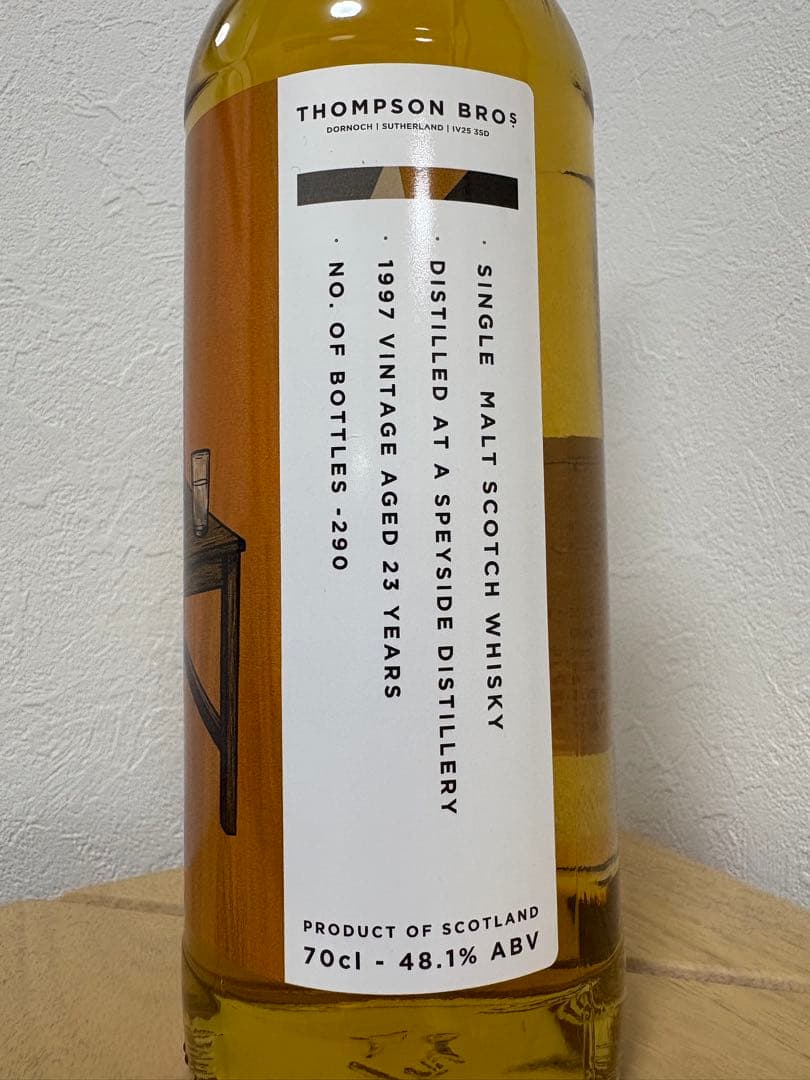 THOMPSON BROS.
DORNOCH | SUTHERLAND | IV25 3SD
• SINGLE MALT SCOTCH WHISKY
• DISTILLED AT A SPEYSIDE DISTILLERY
• 1997 VINTAGE AGED 23 YEARS
• NO. OF BOTTLES -290
PRODUCT OF SCOTLAND
70cl - 48.1% ABV